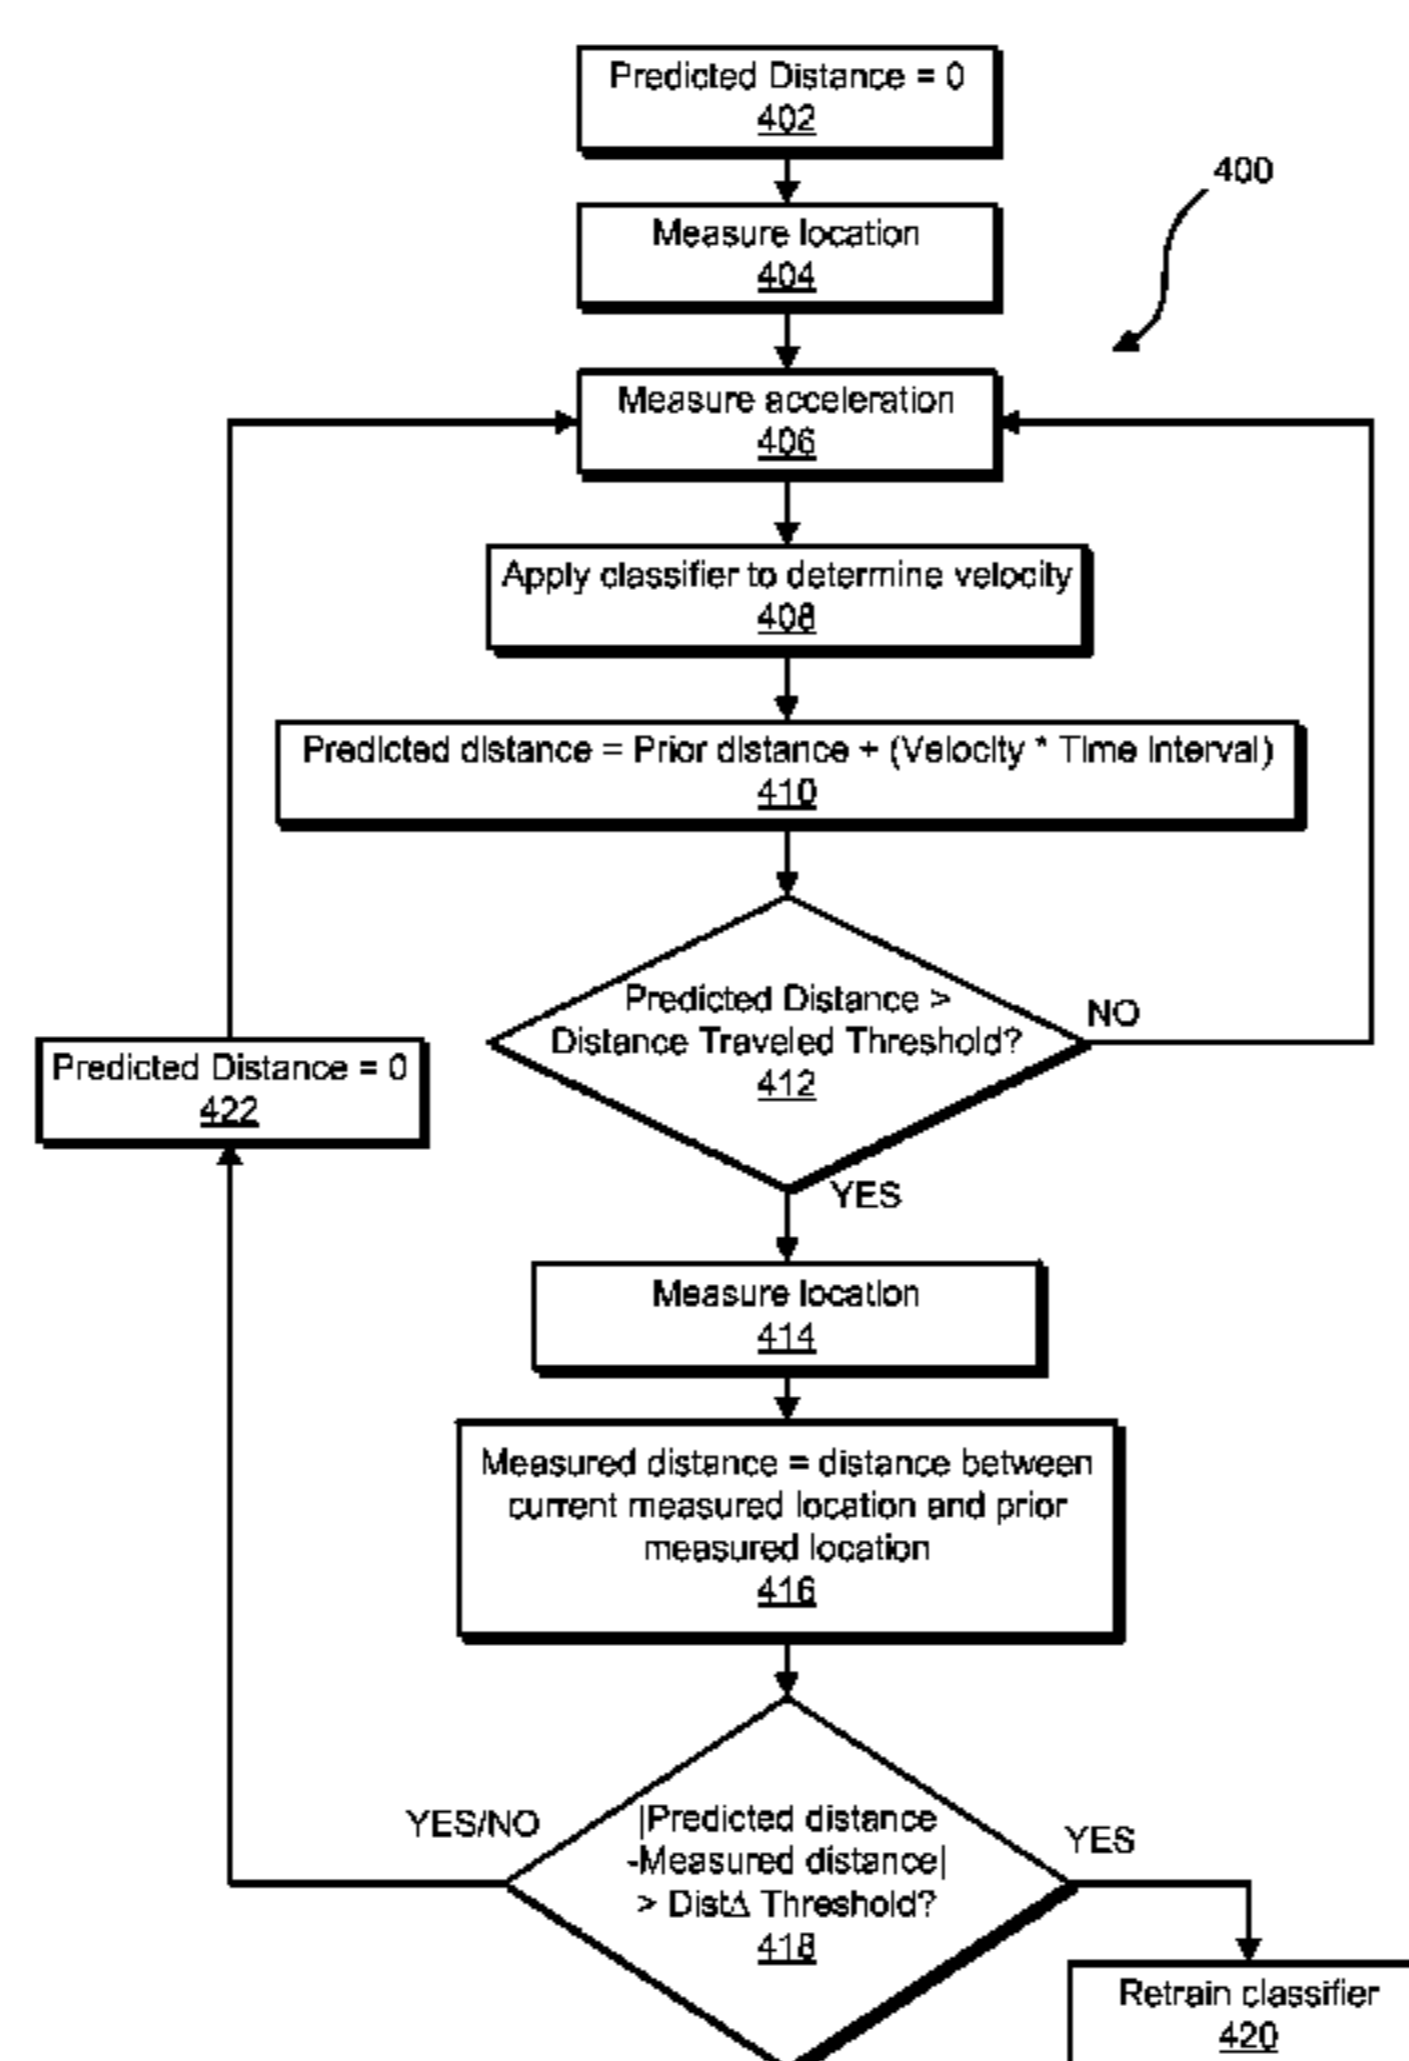 Predicted Distance = 0
402
400
Measure location
404
Measure acceleration
406
Apply classifier to determine velocity
408
Predicted distance = Prior distance + (Velocity * Time Interval)
410
Predicted Distance >
Distance Traveled Threshold?
412
NO
YES
Predicted Distance = 0
422
Measure location
414
Measured distance = distance between
current measured location and prior
measured location
416
|Predicted distance
-Measured distance|
> Dist∆ Threshold?
418
YES/NO
YES
Retrain classifier
420